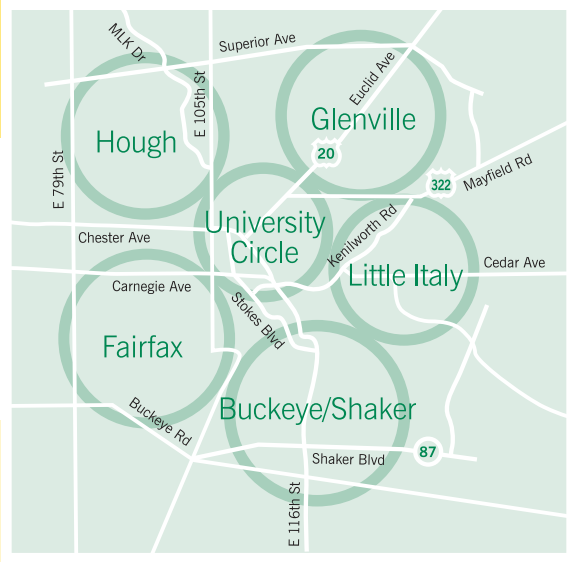 MLK Dr
Superior Ave
E 105th St
Euclid Ave
Glenville
Hough
20
E 79th St
322
Mayfield Rd
University
Circle
Kenilworth Rd
Chester Ave
Little Italy
Cedar Ave
Carnegie Ave
Stokes Blvd
Fairfax
Buckeye/Shaker
Buckeye Rd
87
Shaker Blvd
E 116th St